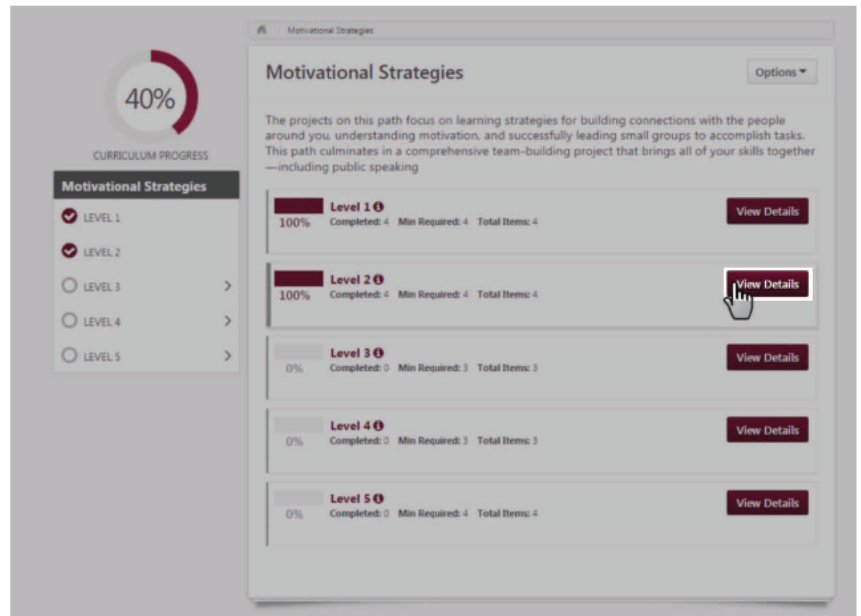 Motivational Strategies
40%
CURRICULUM PROGRESS
Motivational Strategies
LEVEL 1
LEVEL 2
LEVEL 3
LEVEL 4
LEVEL 5
Motivational Strategies
Options
The projects on this path focus on learning strategies for building connections with the people
around you, understanding motivation, and successfully leading small groups to accomplish tasks.
This path culminates in a comprehensive team-building project that brings all of your skills together
—including public speaking
Level 1
100% Completed: 4 Min Required: 4 Total Items: 4
View Details
Level 2
100% Completed: 4 Min Required: 4 Total Items: 4
View Details
Level 3
0% Completed: 0 Min Required: 3 Total Items: 3
View Details
Level 4
0% Completed: 0 Min Required: 3 Total Items: 3
View Details
Level 5
0% Completed: 0 Min Required: 4 Total Items: 4
View Details